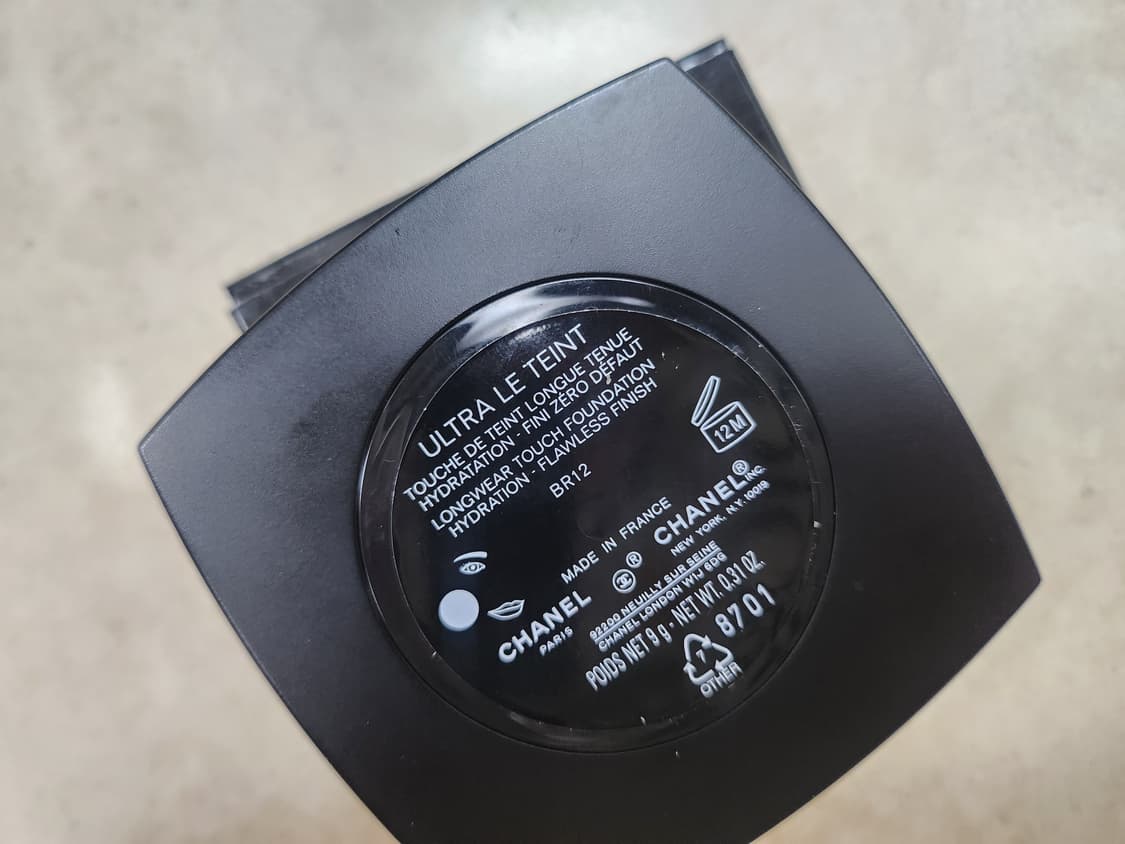 ULTRA LE TEINT
TOUCHE DE TEINT LONGUE TENUE
HYDRATATION - FINI ZÉRO DÉFAUT
LONGWEAR TOUCH FOUNDATION
HYDRATION - FLAWLESS FINISH
BR12
12M
MADE IN FRANCE
CHANEL
PARIS
®
CHANEL® INC.
NEW YORK, N.Y. 10019
92200 NEUILLY SUR SEINE
CHANEL LONDON W1J 6DG
POIDS NET 9 g - NET WT. 0.31 OZ.
8701
7
OTHER